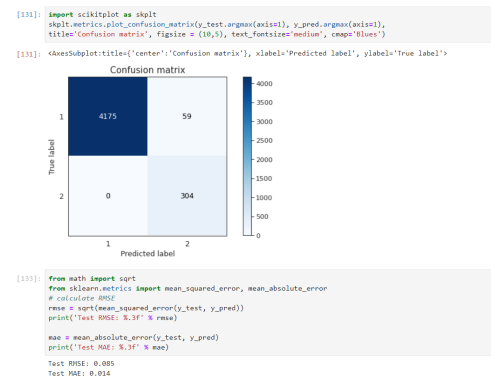 [131]: import scikitplot as skplt
skplt.metrics.plot_confusion_matrix(y_test.argmax(axis=1), y_pred.argmax(axis=1),
title='Confusion matrix', figsize = (10,5), text_fontsize='medium', cmap='Blues')
[131]: <AxesSubplot:title={'center':'Confusion matrix'}, xlabel='Predicted label', ylabel='True label'>
Confusion matrix
4000
1 4175 59
3500
3000
2500
True label
2000
1500
2 0 304
1000
500
0
1 2
Predicted label
[133]: from math import sqrt
from sklearn.metrics import mean_squared_error, mean_absolute_error
# calculate RMSE
rmse = sqrt(mean_squared_error(y_test, y_pred))
print('Test RMSE: %.3f' % rmse)
mae = mean_absolute_error(y_test, y_pred)
print('Test MAE: %.3f' % mae)
Test RMSE: 0.085
Test MAE: 0.014